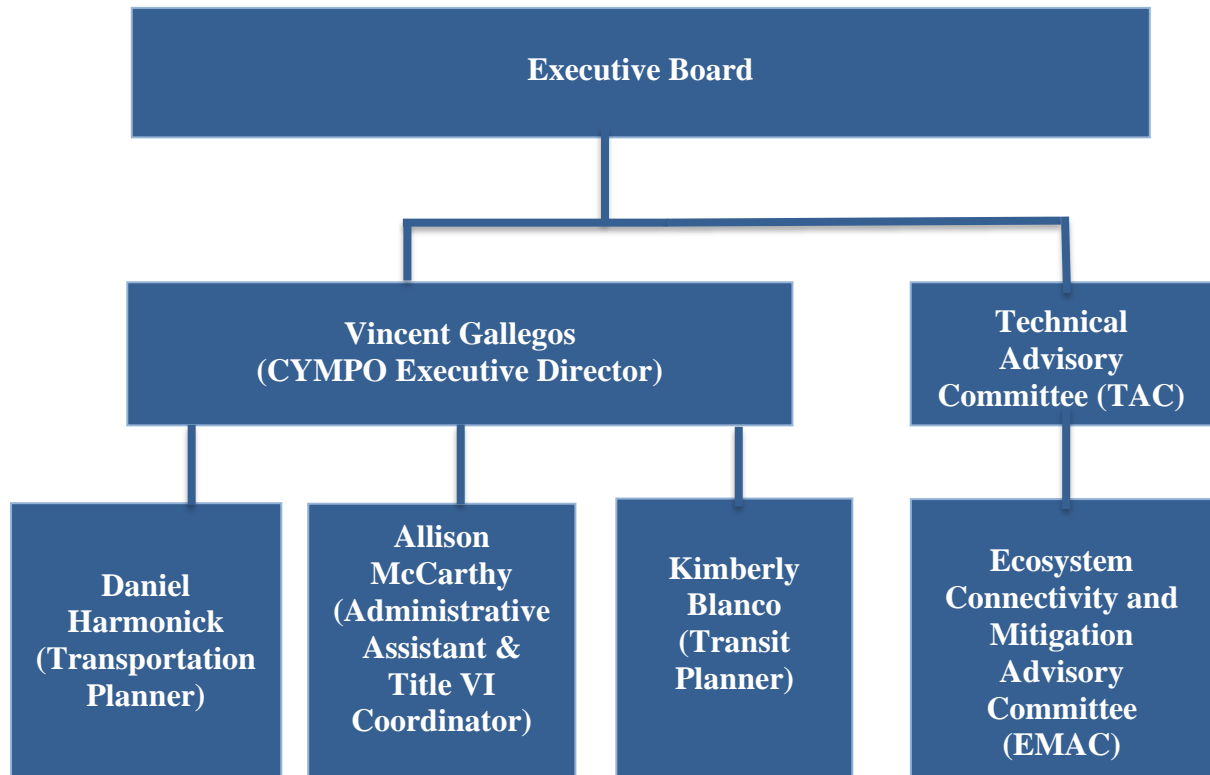 Executive Board
Vincent Gallegos
(CYMPO Executive Director)
Technical
Advisory
Committee (TAC)
Daniel
Harmonick
(Transportation
Planner)
Allison
McCarthy
(Administrative
Assistant &
Title VI
Coordinator)
Kimberly
Blanco
(Transit
Planner)
Ecosystem
Connectivity and
Mitigation
Advisory
Committee
(EMAC)